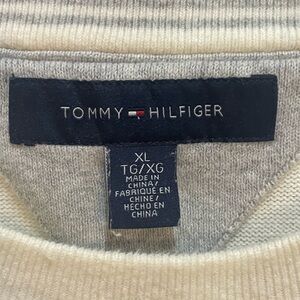 TOMMY HILFIGER
XL
TG/XG
MADE IN
CHINA/
FABRIQUÉ EN
CHINE/
HECHO EN
CHINA